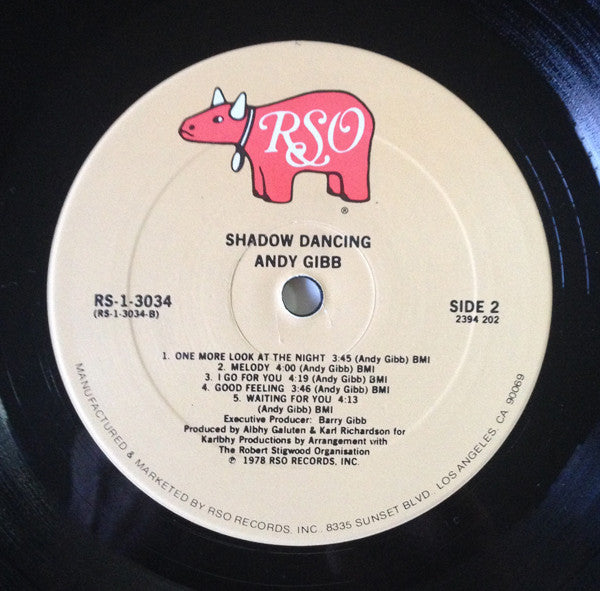 RSO
®
SHADOW DANCING
ANDY GIBB
RS-1-3034
(RS-1-3034-B)
SIDE 2
2394 202
1. ONE MORE LOOK AT THE NIGHT 3:45 (Andy Gibb) BMI
2. MELODY 4:00 (Andy Gibb) BMI
3. I GO FOR YOU 4:19 (Andy Gibb) BMI
4. GOOD FEELING 3:46 (Andy Gibb) BMI
5. WAITING FOR YOU 4:13
(Andy Gibb) BMI
Executive Producer: Barry Gibb
Produced by Albhy Galuten & Karl Richardson for
Karlbhy Productions by Arrangement with
The Robert Stigwood Organisation
℗ 1978 RSO RECORDS, INC.
MANUFACTURED & MARKETED BY RSO RECORDS, INC., 8335 SUNSET BLVD. LOS ANGELES, CA 90069